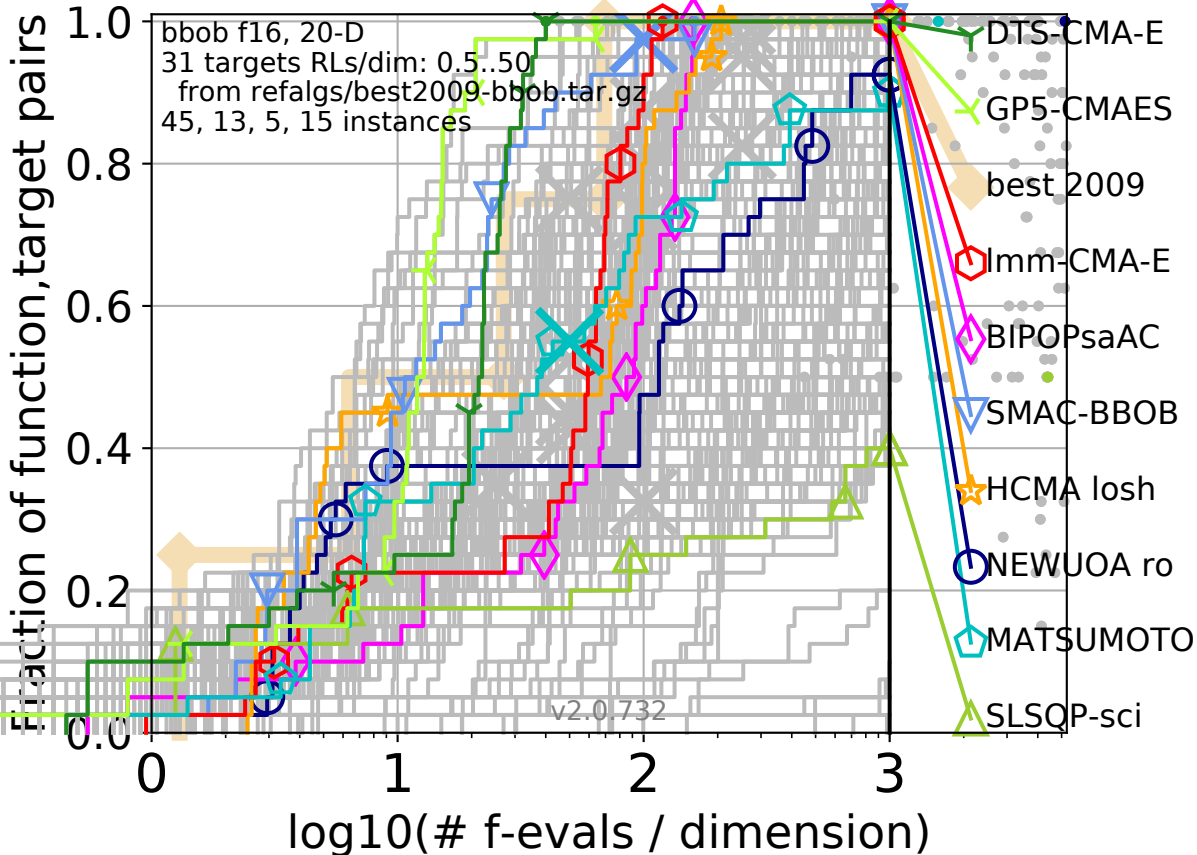 bbob f16, 20-D
31 targets RLs/dim: 0.5..50
from refalgs/best2009-bbob.tar.gz
45, 13, 5, 15 instances
Fraction of function,target pairs
1.0
0.8
0.6
0.4
0.2
0.0
0
1
2
3
log10(# f-evals / dimension)
v2.0.732
DTS-CMA-E
GP5-CMAES
best 2009
lmm-CMA-E
BIPOPsaAC
SMAC-BBOB
HCMA losh
NEWUOA ro
MATSUMOTO
SLSQP-sci